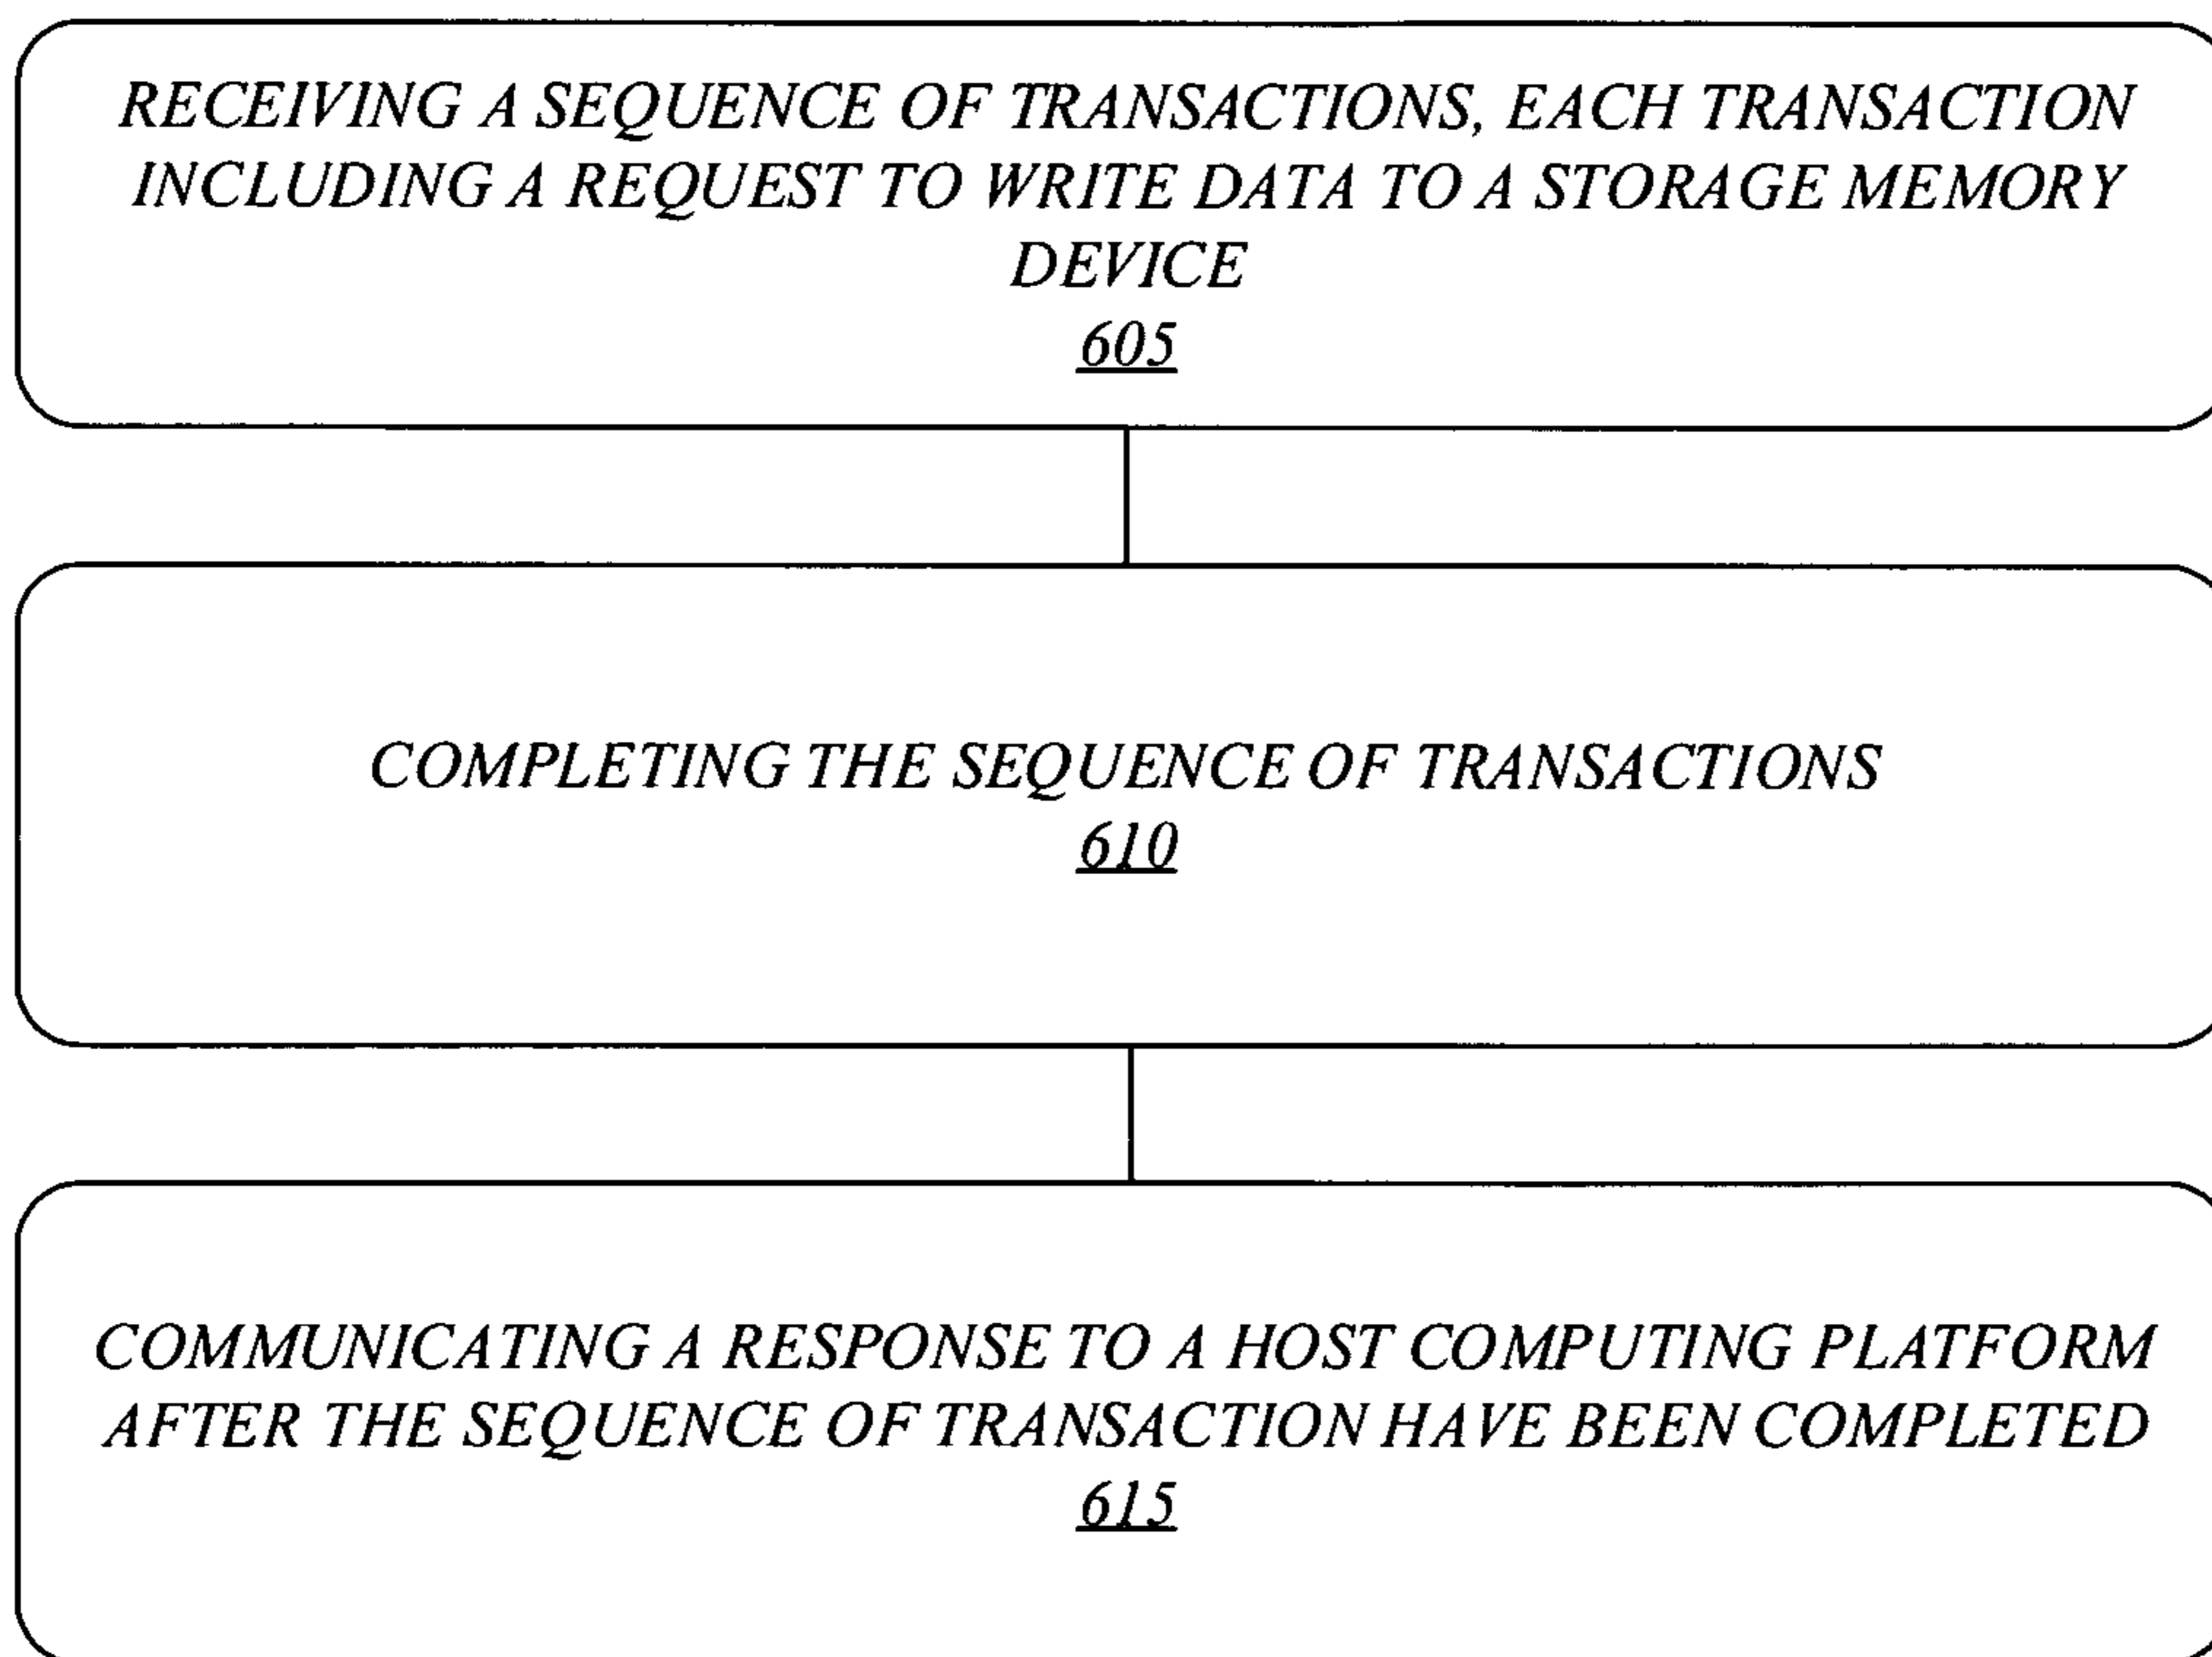 RECEIVING A SEQUENCE OF TRANSACTIONS, EACH TRANSACTION
INCLUDING A REQUEST TO WRITE DATA TO A STORAGE MEMORY
DEVICE
605
COMPLETING THE SEQUENCE OF TRANSACTIONS
610
COMMUNICATING A RESPONSE TO A HOST COMPUTING PLATFORM
AFTER THE SEQUENCE OF TRANSACTION HAVE BEEN COMPLETED
615